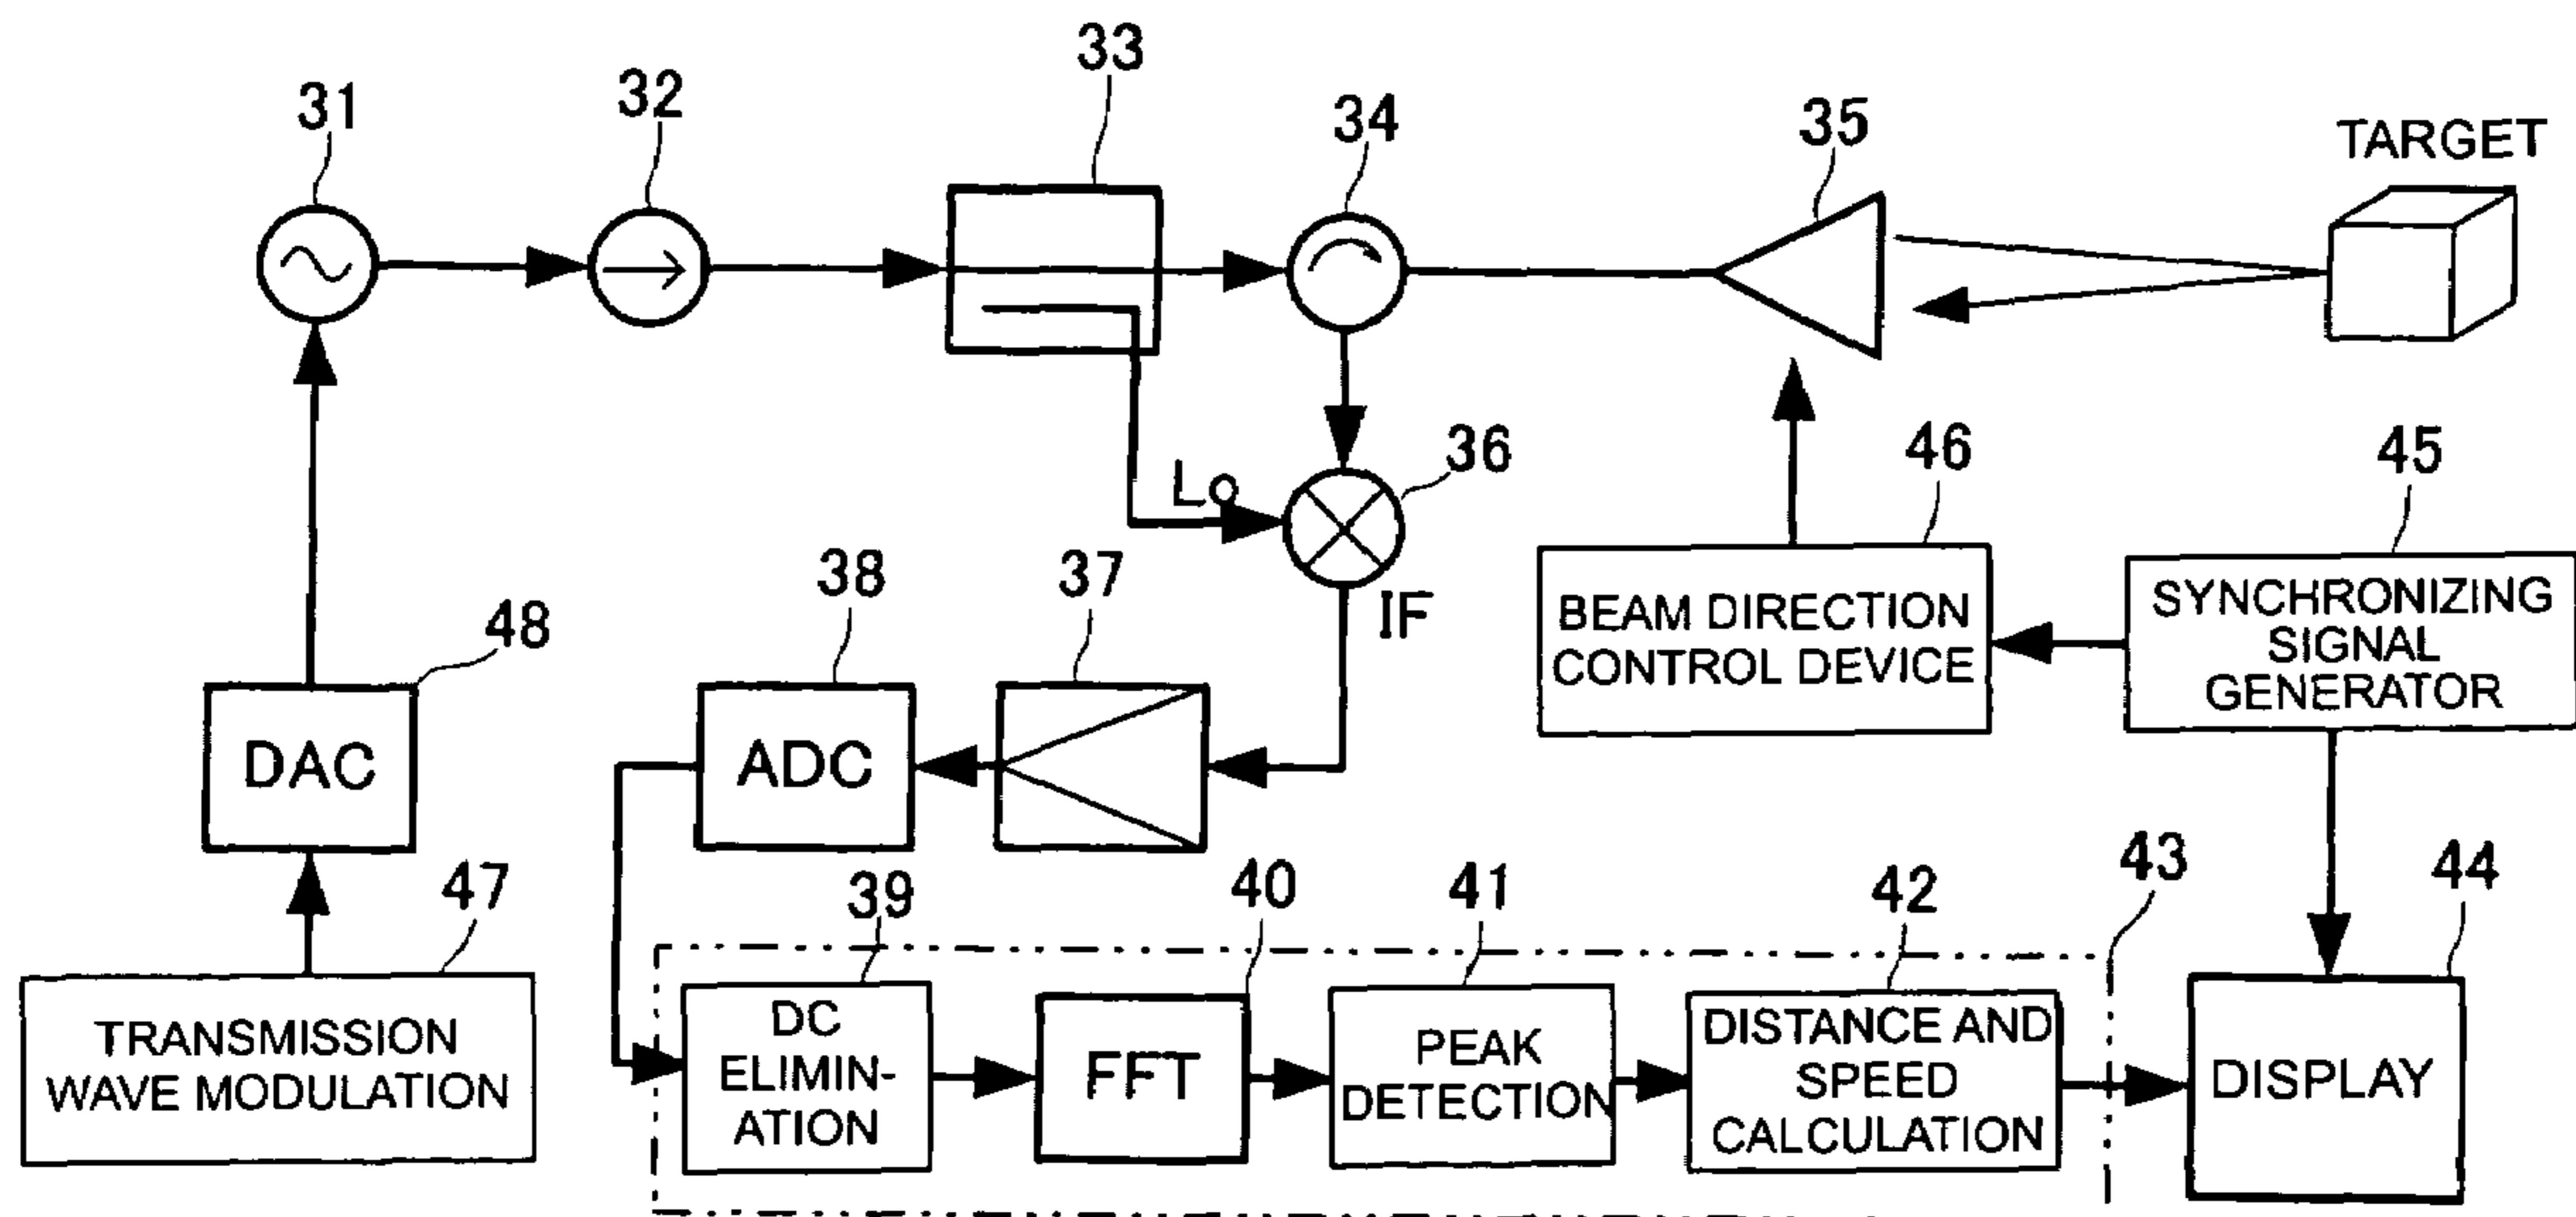 33
31
32
34
35
TARGET
Lo
36
46
45
38
37
IF
48
BEAM DIRECTION
CONTROL DEVICE
SYNCHRONIZING
SIGNAL
GENERATOR
DAC
ADC
47
39
40
41
42
43
44
TRANSMISSION
WAVE MODULATION
DC
ELIMIN-
ATION
FFT
PEAK
DETECTION
DISTANCE AND
SPEED
CALCULATION
DISPLAY